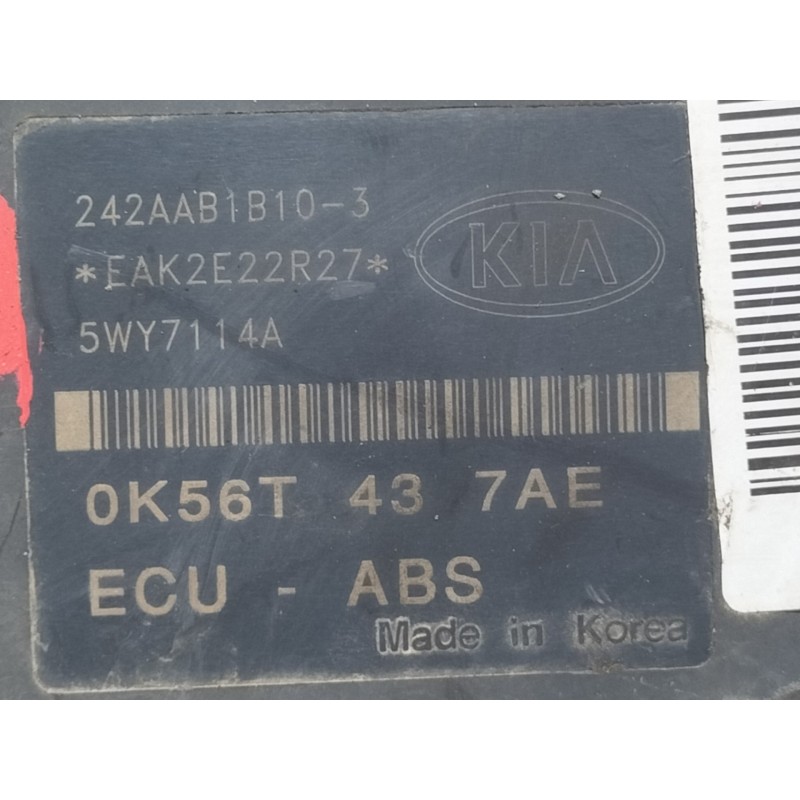 242AAB1B10-3
*EAK2E22R27*
KIA
5WY7114A
0K56T 43 7AE
ECU - ABS
Made in Korea